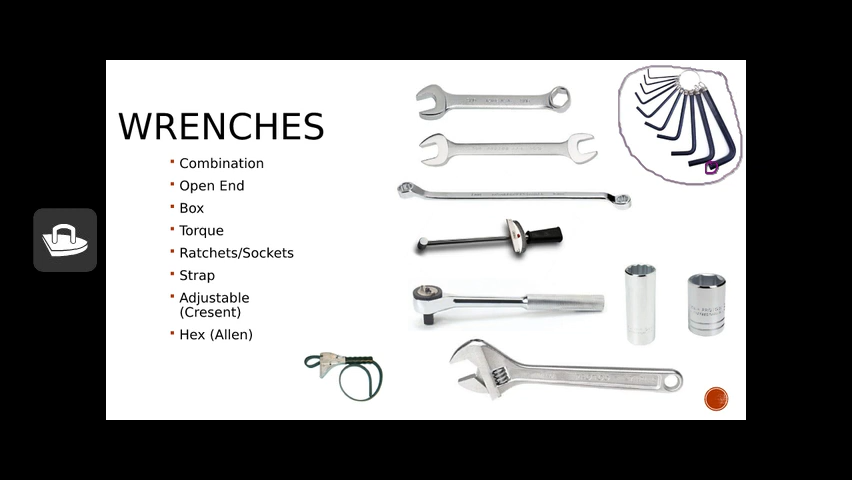 WRENCHES
Combination
Open End
Box
Torque
Ratchets/Sockets
Strap
Adjustable
(Cresent)
Hex (Allen)